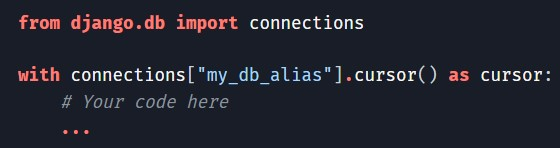 from django.db import connections
with connections["my_db_alias"].cursor() as cursor:
    # Your code here
    ...